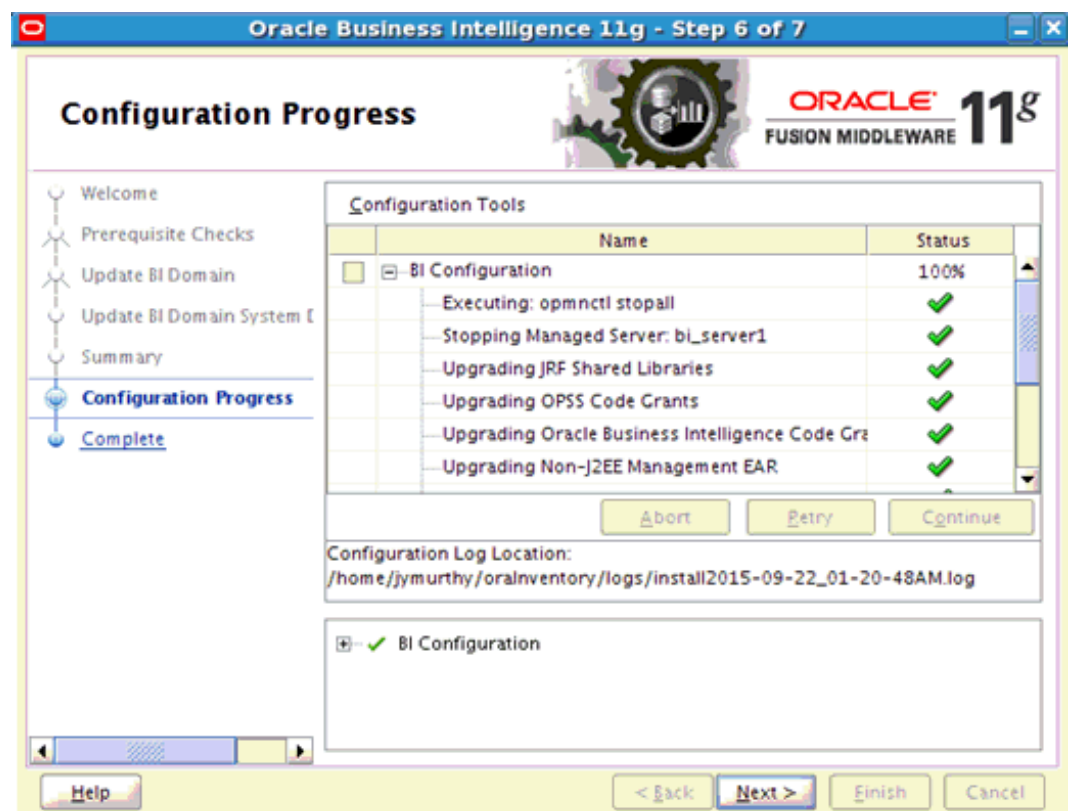 Oracle Business Intelligence 11g - Step 6 of 7
Configuration Progress
ORACLE
FUSION MIDDLEWARE 11g
Welcome
Prerequisite Checks
Update BI Domain
Update BI Domain System D
Summary
Configuration Progress
Complete
Configuration Tools
Name Status
BI Configuration 100%
Executing: opmnctl stopall
Stopping Managed Server: bi_server1
Upgrading JRF Shared Libraries
Upgrading OPSS Code Grants
Upgrading Oracle Business Intelligence Code Gra
Upgrading Non-J2EE Management EAR
Abort Retry Continue
Configuration Log Location:
/home/jymurthy/oraInventory/logs/install2015-09-22_01-20-48AM.log
BI Configuration
Help < Back Next > Finish Cancel